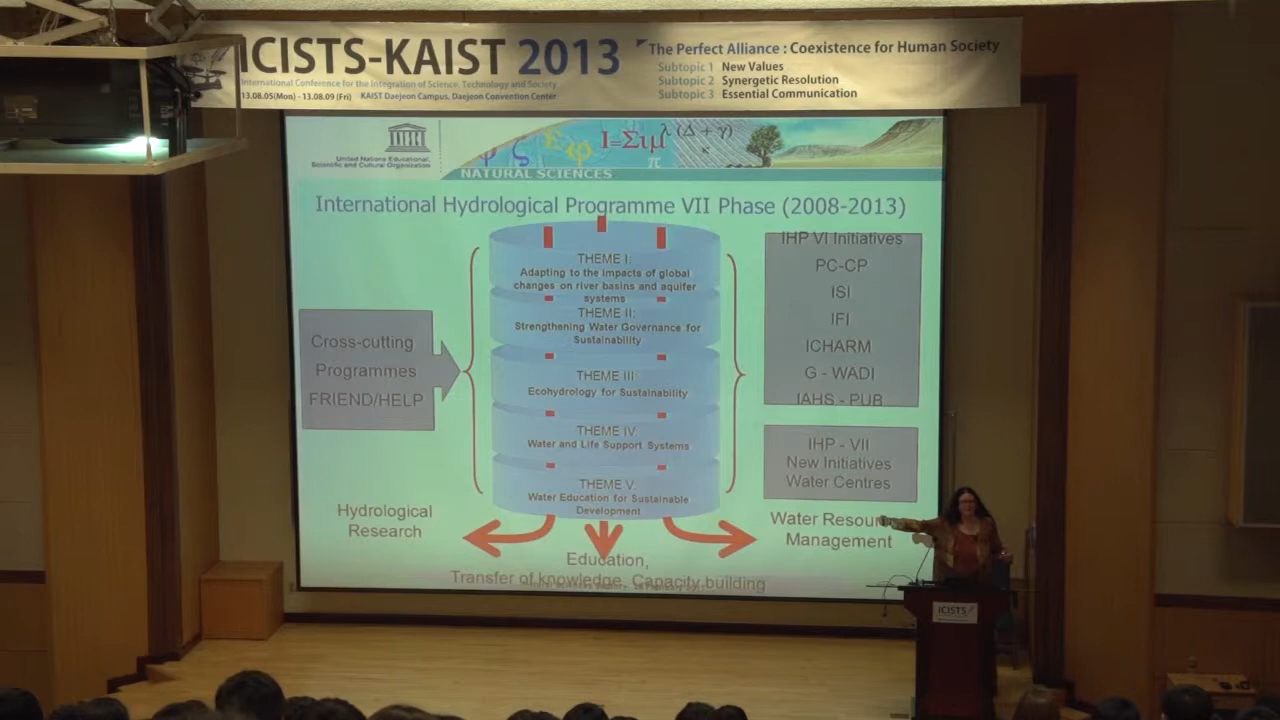 ICISTS-KAIST 2013
International Conference for the Integration of Science, Technology and Society
13.08.05(Mon) - 13.08.09 (Fri) KAIST Daejeon Campus, Daejeon Convention Center
The Perfect Alliance : Coexistence for Human Society
Subtopic 1 New Values
Subtopic 2 Synergetic Resolution
Subtopic 3 Essential Communication
United Nations Educational,
Scientific and Cultural Organization
NATURAL SCIENCES
International Hydrological Programme VII Phase (2008-2013)
Cross-cutting
Programmes
FRIEND/HELP
THEME I:
Adapting to the impacts of global
changes on river basins and aquifer
systems
THEME II:
Strengthening Water Governance for
Sustainability
THEME III:
Ecohydrology for Sustainability
THEME IV:
Water and Life Support Systems
THEME V:
Water Education for Sustainable
Development
IHP VI Initiatives
PC-CP
ISI
IFI
ICHARM
G - WADI
IAHS - PUB
IHP - VII
New Initiatives
Water Centres
Hydrological
Research
Education,
Transfer of knowledge, Capacity building
Water
Management
ICISTS